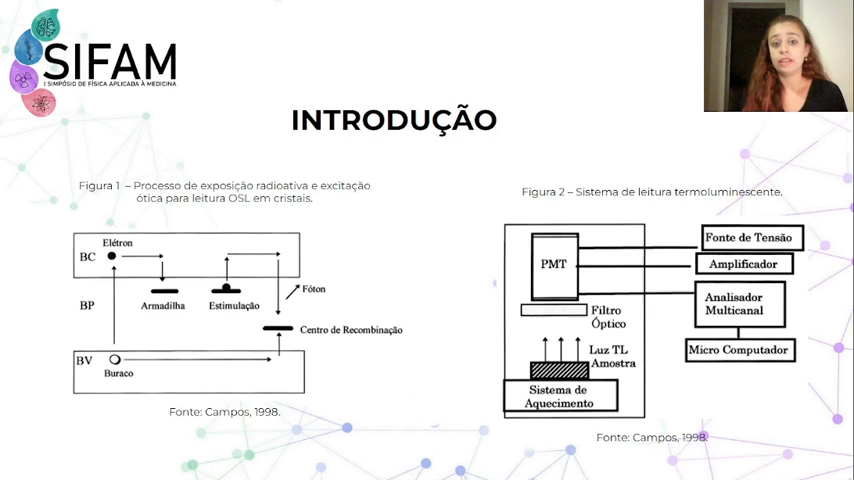 SIFAM
I SIMPÓSIO DE FÍSICA APLICADA À MEDICINA
INTRODUÇÃO
Figura 1 – Processo de exposição radioativa e excitação
ótica para leitura OSL em cristais.
BC
Elétron
Armadilha
Estimulação
Fóton
BP
Centro de Recombinação
BV
Buraco
Fonte: Campos, 1998.
Figura 2 – Sistema de leitura termoluminescente.
PMT
Fonte de Tensão
Amplificador
Analisador
Multicanal
Micro Computador
Filtro
Óptico
Luz TL
Amostra
Sistema de
Aquecimento
Fonte: Campos, 1998.